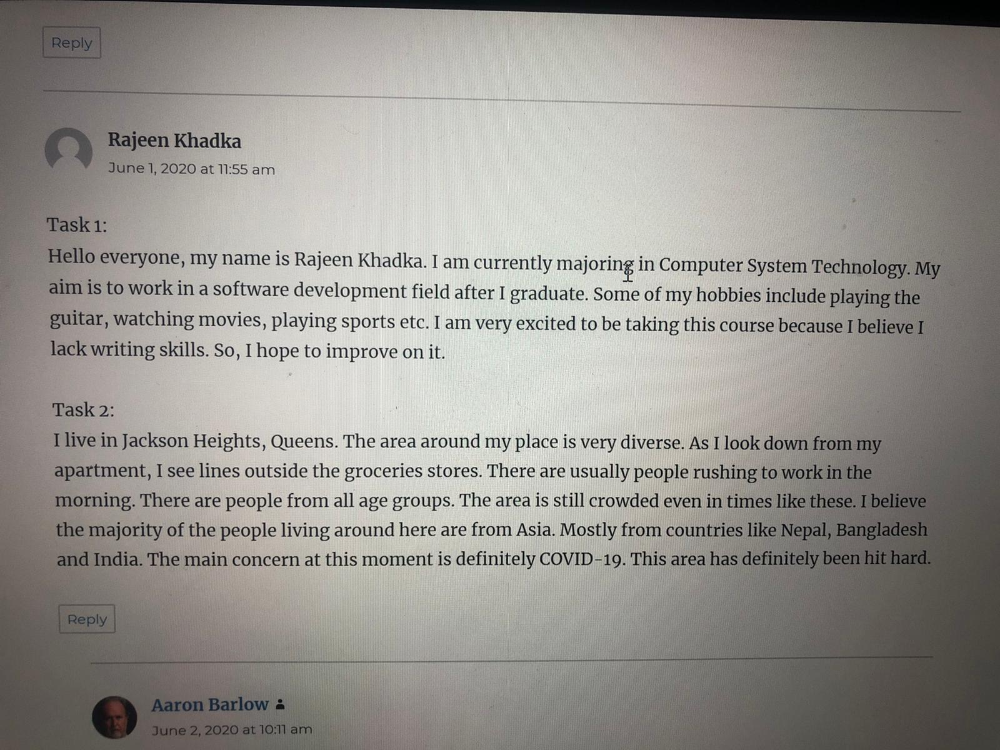 Reply
Rajeen Khadka
June 1, 2020 at 11:55 am
Task 1:
Hello everyone, my name is Rajeen Khadka. I am currently majoring in Computer System Technology. My
aim is to work in a software development field after I graduate. Some of my hobbies include playing the
guitar, watching movies, playing sports etc. I am very excited to be taking this course because I believe I
lack writing skills. So, I hope to improve on it.
Task 2:
I live in Jackson Heights, Queens. The area around my place is very diverse. As I look down from my
apartment, I see lines outside the groceries stores. There are usually people rushing to work in the
morning. There are people from all age groups. The area is still crowded even in times like these. I believe
the majority of the people living around here are from Asia. Mostly from countries like Nepal, Bangladesh
and India. The main concern at this moment is definitely COVID-19. This area has definitely been hit hard.
Reply
Aaron Barlow
June 2, 2020 at 10:11 am